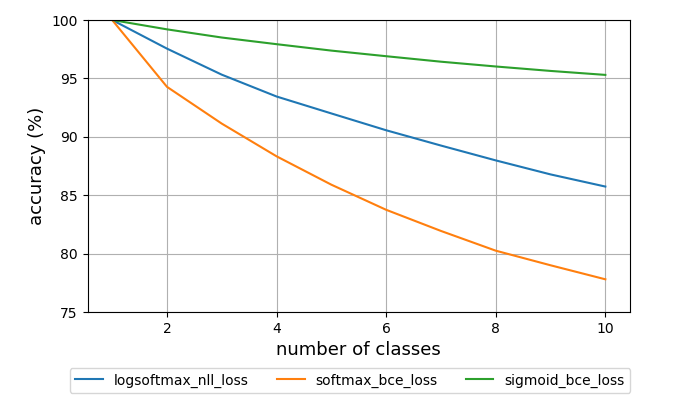 100
95
90
85
80
75
accuracy (%)
2 4 6 8 10
number of classes
logsoftmax_nll_loss softmax_bce_loss sigmoid_bce_loss